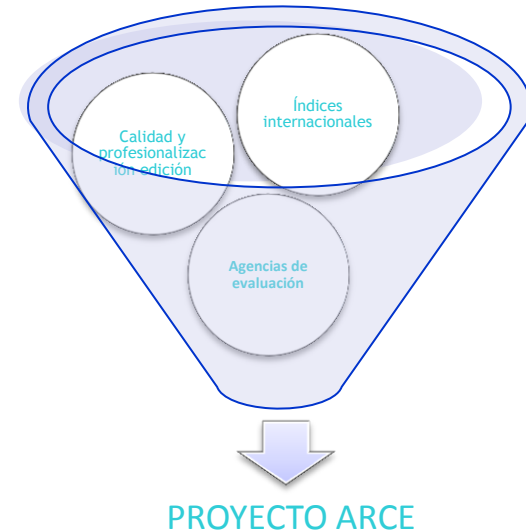 Índices
internacionales
Calidad y
profesionalizac
ión edición
Agencias de
evaluación
PROYECTO ARCE